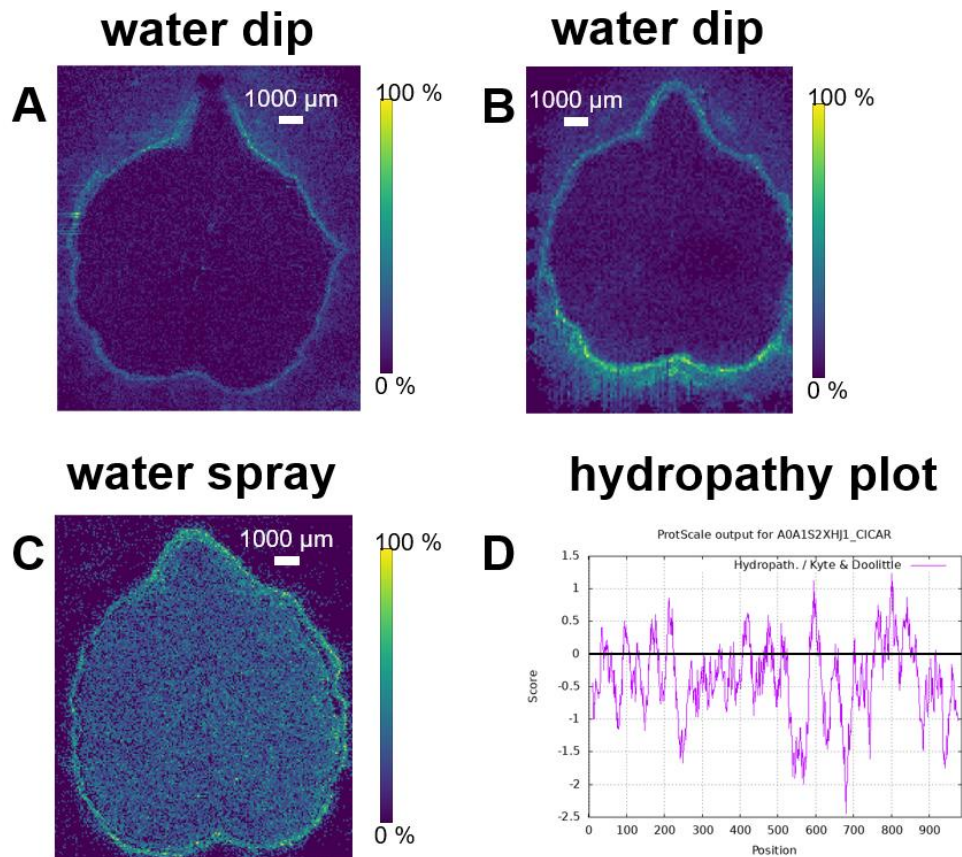 water dip
water dip
A
1000 µm
100 %
0 %
B
1000 µm
100 %
0 %
water spray
hydropathy plot
C
1000 µm
100 %
0 %
D
ProtScale output for A0A1S2XHJ1_CICAR
Hydropath. / Kyte & Doolittle
Score
1.5
1
0.5
0
-0.5
-1
-1.5
-2
-2.5
0 100 200 300 400 500 600 700 800 900
Position